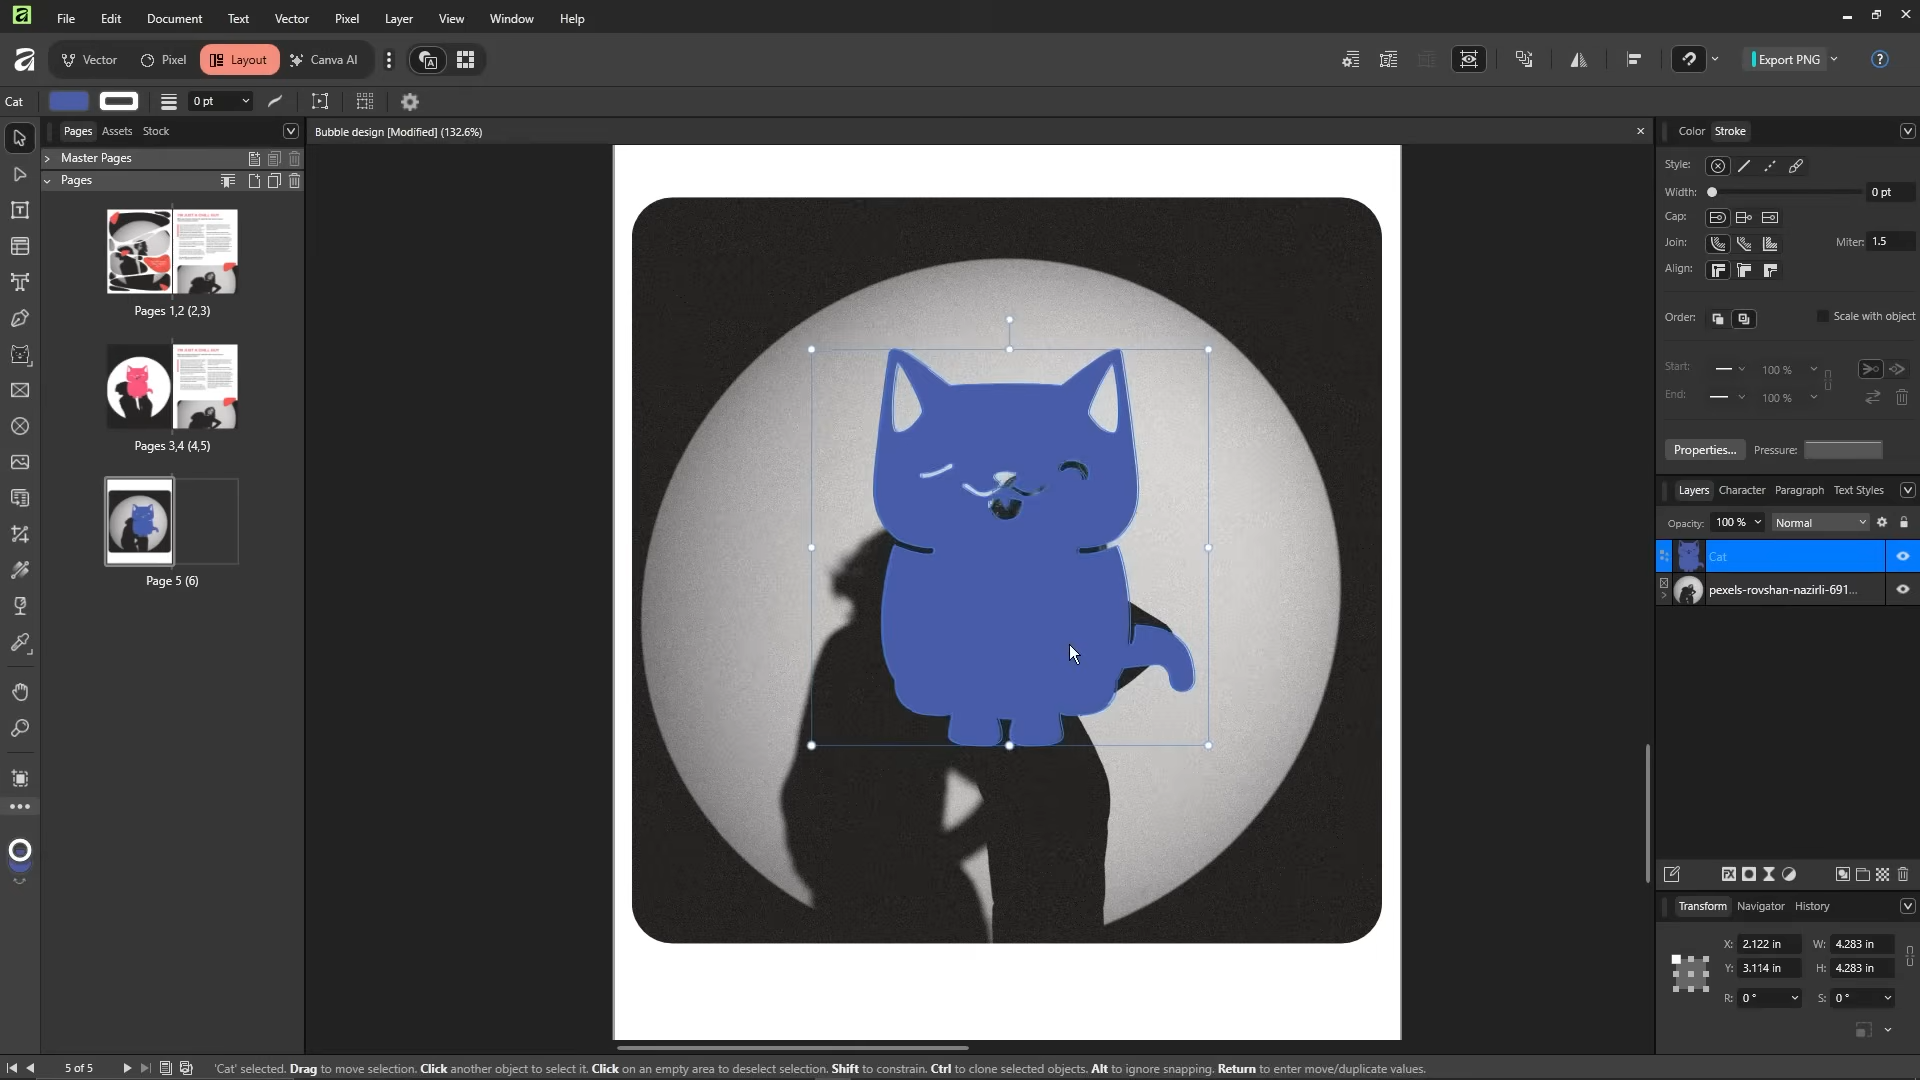 File Edit Document Text Vector Pixel Layer View Window Help
Vector Pixel Layout Canva AI Export PNG
Cat 0 pt
Pages Assets Stock
Master Pages
Pages
Pages 1,2 (2,3)
Pages 3,4 (4,5)
Page 5 (6)
Bubble design [Modified] (132.6%)
Color Stroke
Style:
Width: 0 pt
Cap:
Join: Miter: 1.5
Align:
Order: Scale with object
Start: 100 %
End: 100 %
Properties... Pressure:
Layers Character Paragraph Text Styles
Opacity: 100 % Normal
Cat
pexels-rovshan-nazirli-691...
Transform Navigator History
X: 2.122 in W: 4.283 in
Y: 3.114 in H: 4.283 in
R: 0 ° S: 0 °
5 of 5 'Cat' selected. Drag to move selection. Click another object to select it. Click on an empty area to deselect selection. Shift to constrain. Ctrl to clone selected objects. Alt to ignore snapping. Return to enter move/duplicate values.